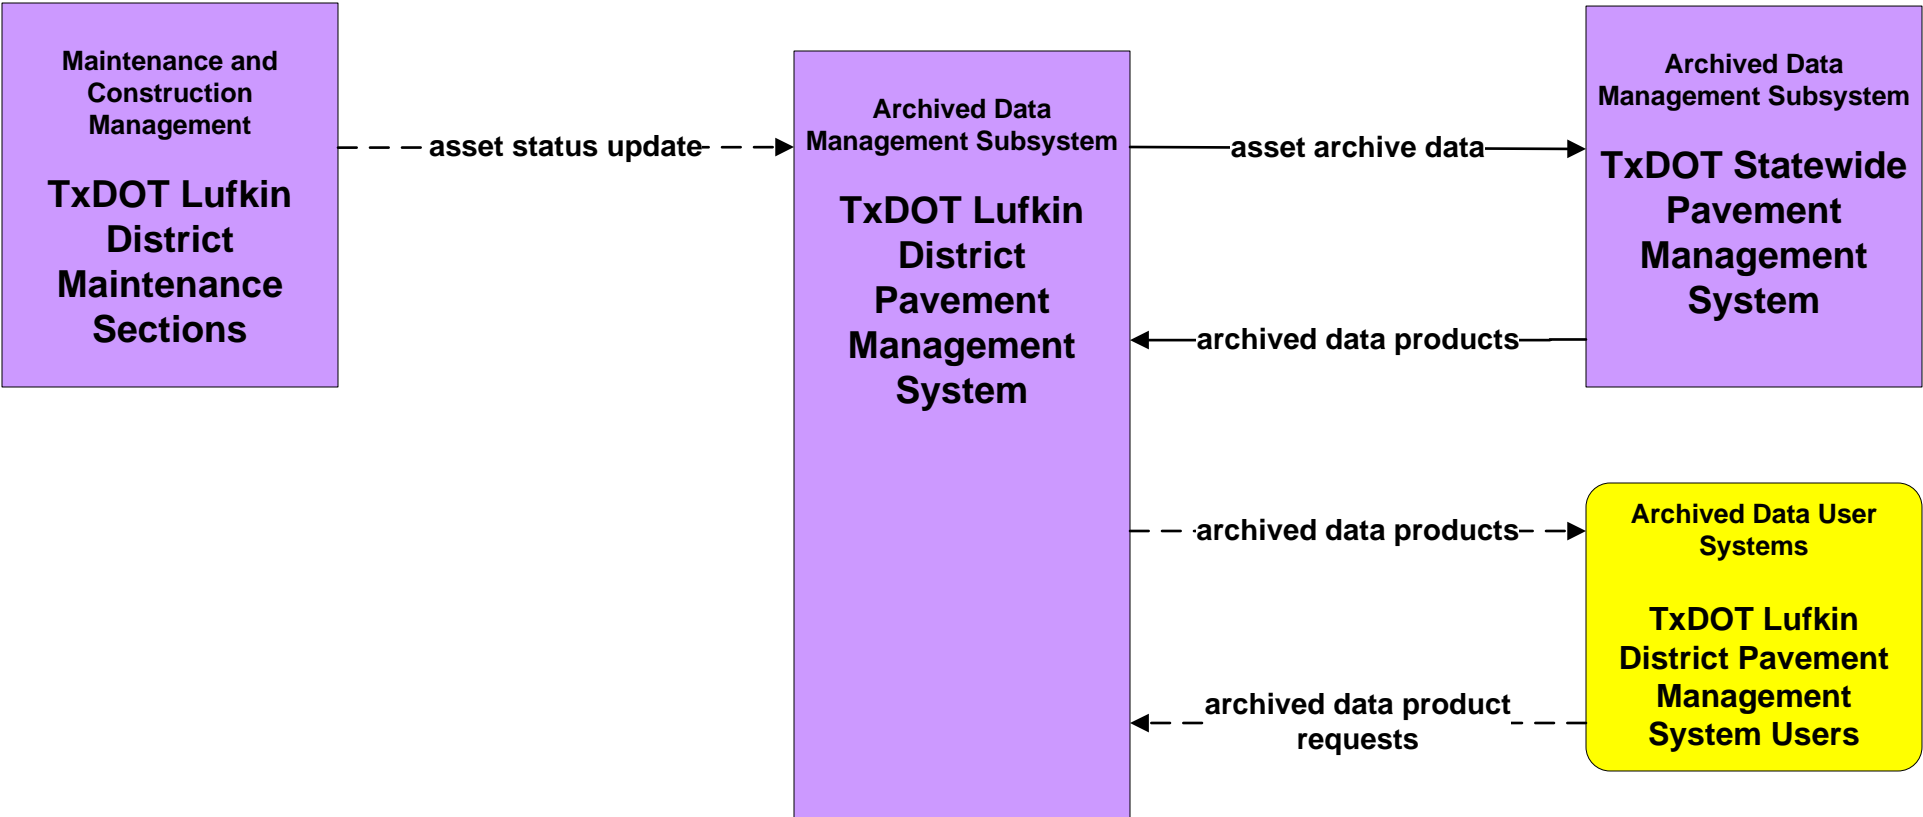 Maintenance and
Construction
Management
TxDOT Lufkin
District
Maintenance
Sections
asset status update
Archived Data
Management Subsystem
TxDOT Lufkin
District
Pavement
Management
System
asset archive data
archived data products
Archived Data
Management Subsystem
TxDOT Statewide
Pavement
Management
System
archived data products
archived data product
requests
Archived Data User
Systems
TxDOT Lufkin
District Pavement
Management
System Users